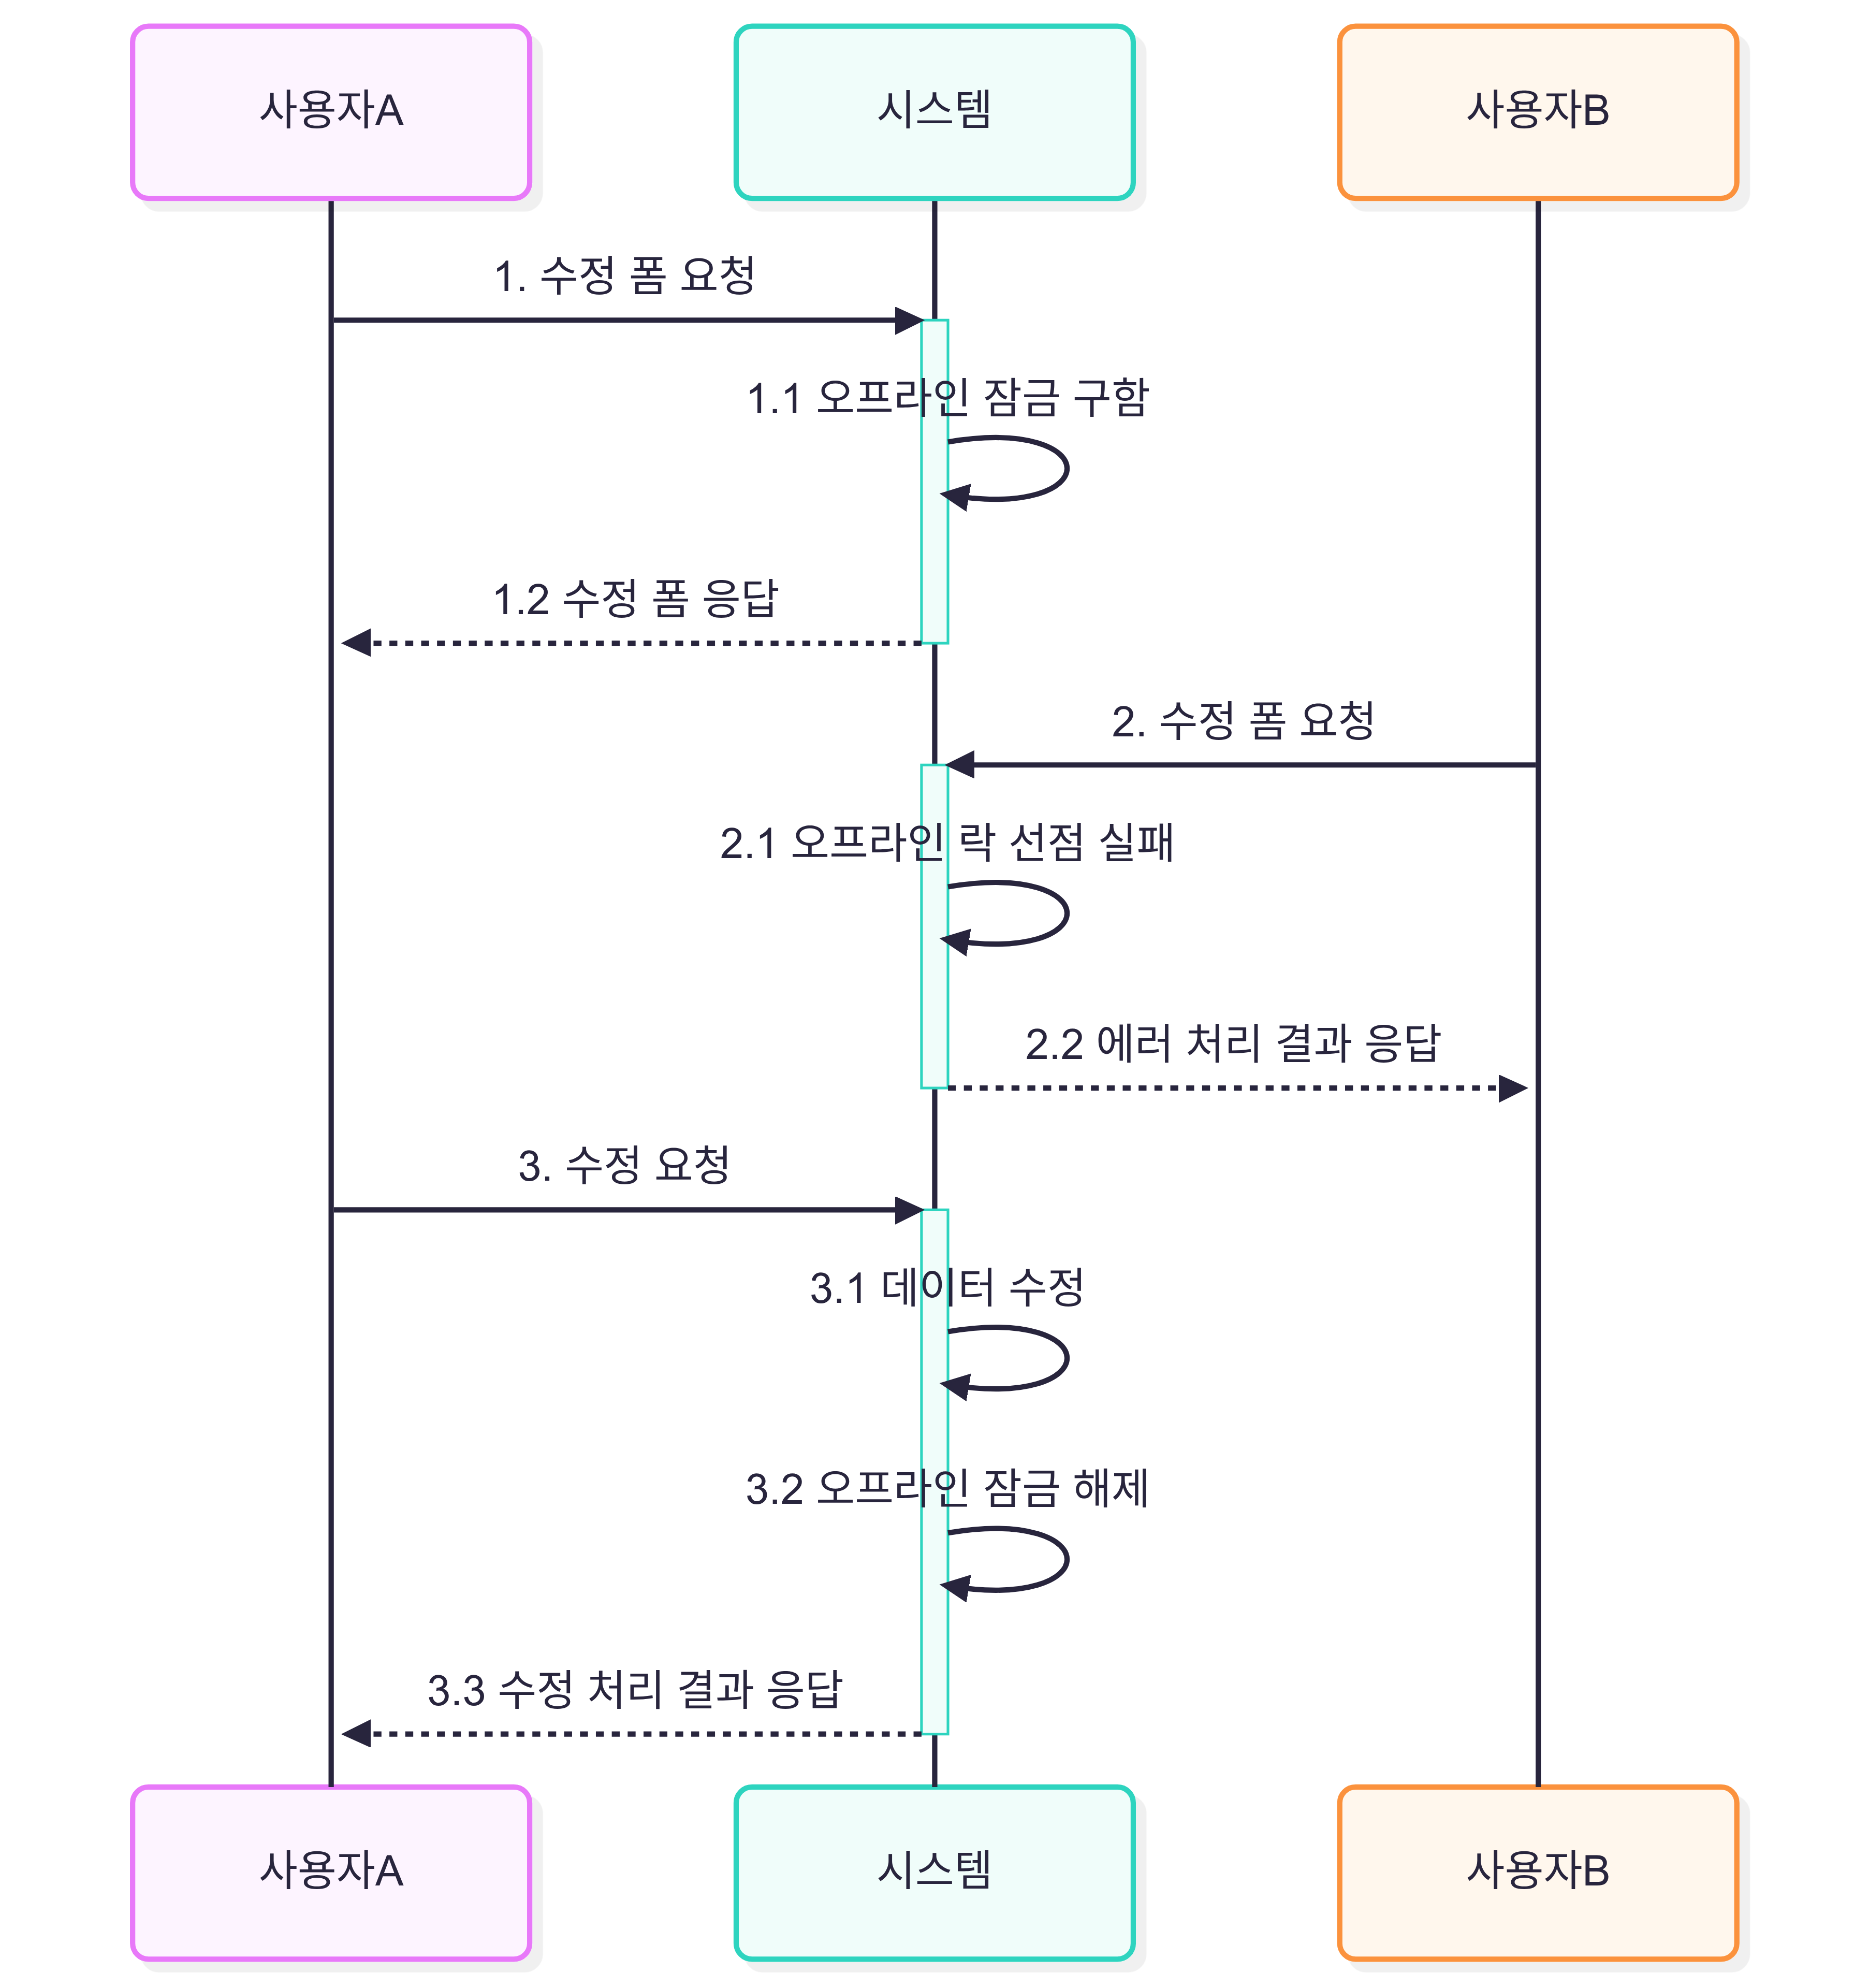 사용자A
시스템
사용자B
1. 수정 폼 요청
1.1 오프라인 잠금 구함
1.2 수정 폼 응답
2. 수정 폼 요청
2.1 오프라인 락 선점 실패
2.2 에러 처리 결과 응답
3. 수정 요청
3.1 데이터 수정
3.2 오프라인 잠금 해제
3.3 수정 처리 결과 응답
사용자A
시스템
사용자B